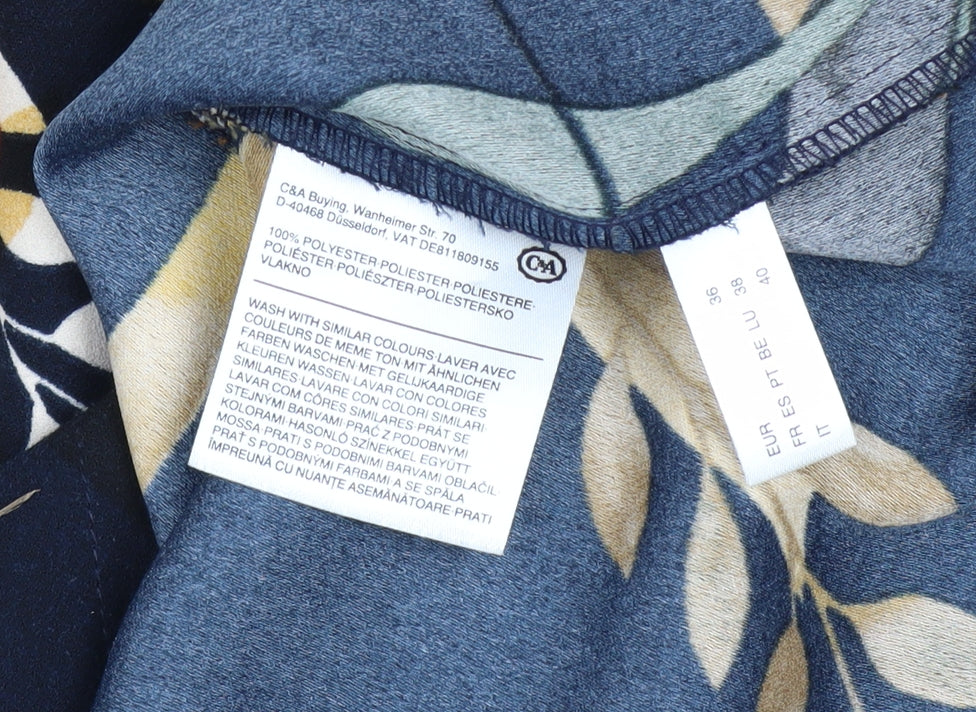 C&A Buying, Wanheimer Str. 70
D-40468 Düsseldorf, VAT DE811809155
C&A
100% POLYESTER·POLIESTER·POLIESTERE·
POLIÉSTER·POLIÉSZTER·POLIESTERSKO
VLAKNO
WASH WITH SIMILAR COLOURS·LAVER AVEC
COULEURS DE MEME TON·MIT ÄHNLICHEN
FARBEN WASCHEN·MET GELIJKAARDIGE
KLEUREN WASSEN·LAVAR CON COLORES
SIMILARES·LAVARE CON COLORI SIMILARI·
LAVAR COM CÔRES SIMILARES·PRÁT SE
STEJNÝMI BARVAMI·PRAĆ Z PODOBNYMI
KOLORAMI·HASONLÓ SZÍNEKKEL EGYÜTT
MOSSA·PRATI S PODOBNIMI BARVAMI OBLAČIL·
PRAŤ S PODOBNÝMI FARBAMI·A SE SPĂLA
ÎMPREUNĂ CU NUANȚE ASEMĂNĂTOARE·PRATI
EUR 36
FR ES PT BE LU 38
IT 40